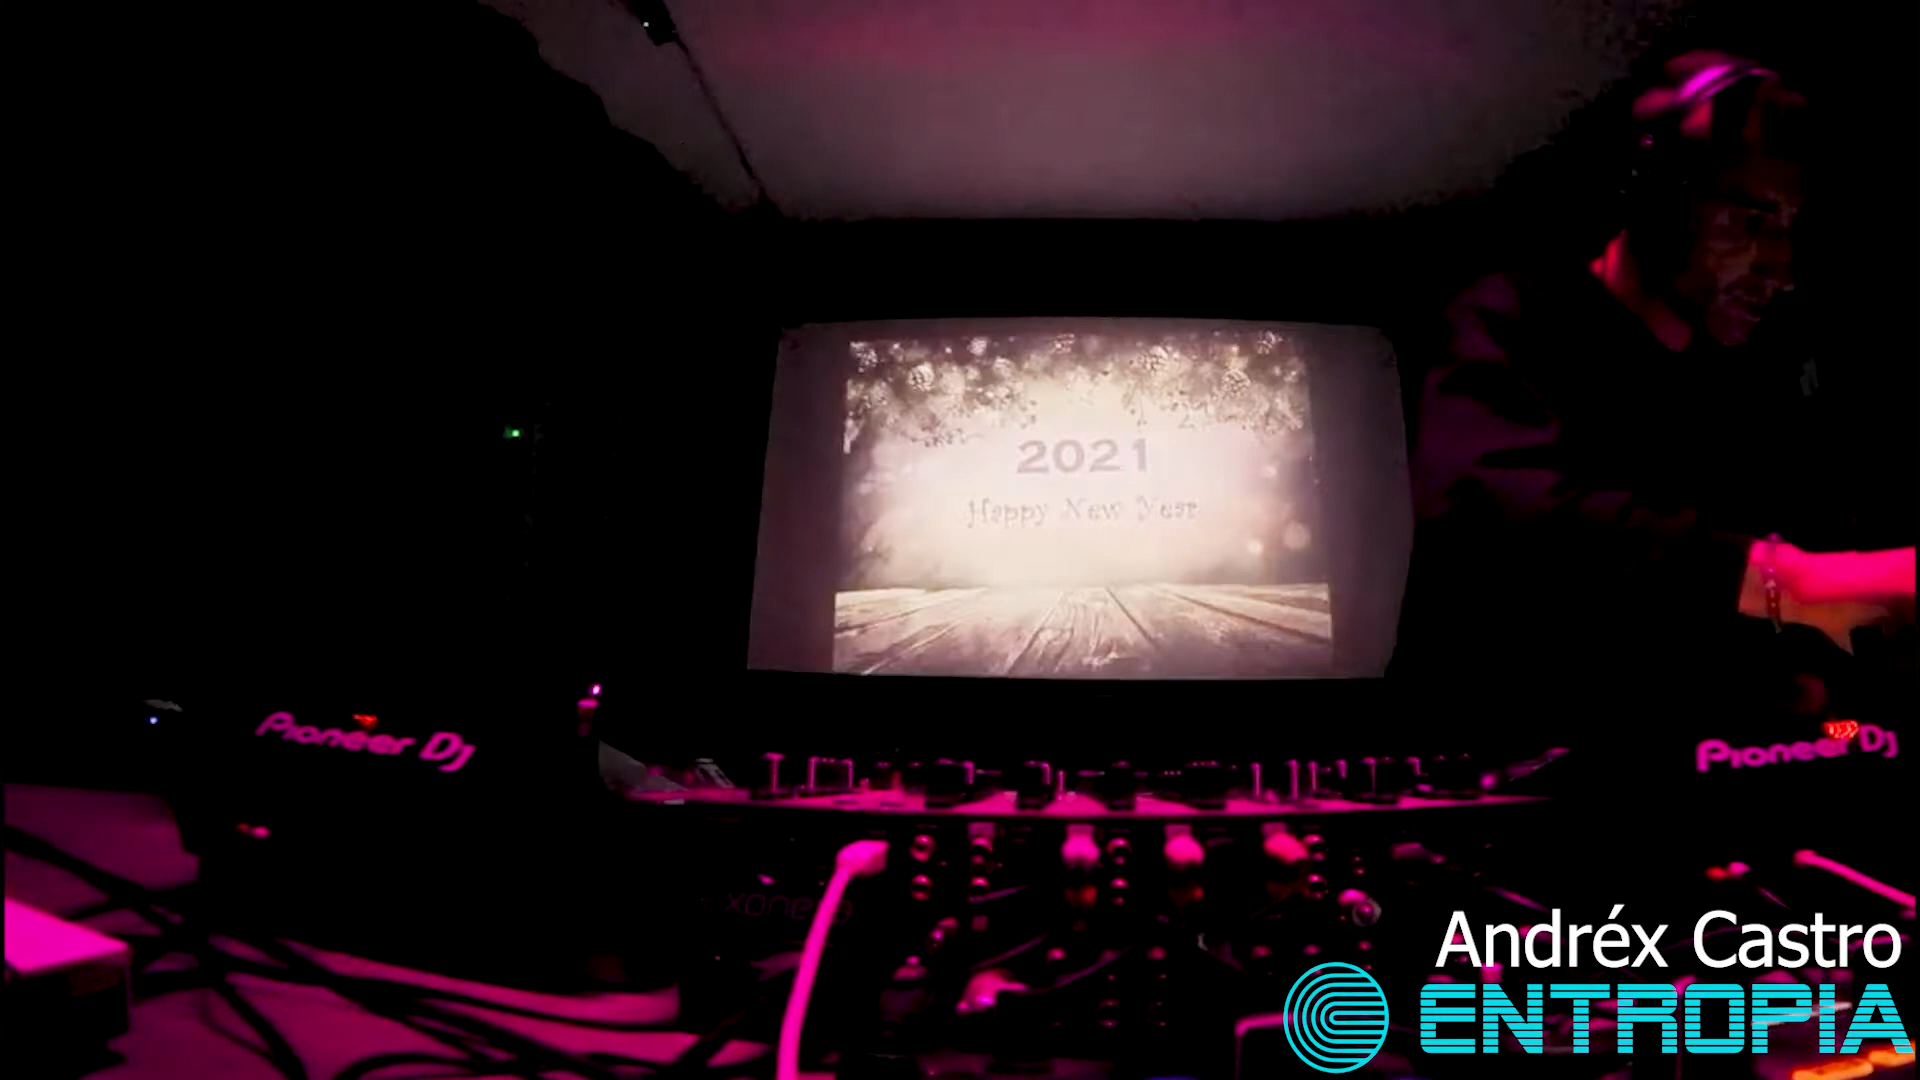 2021
Happy New Year
Pioneer Dj
Pioneer Dj
Andréx Castro
ENTROPIA